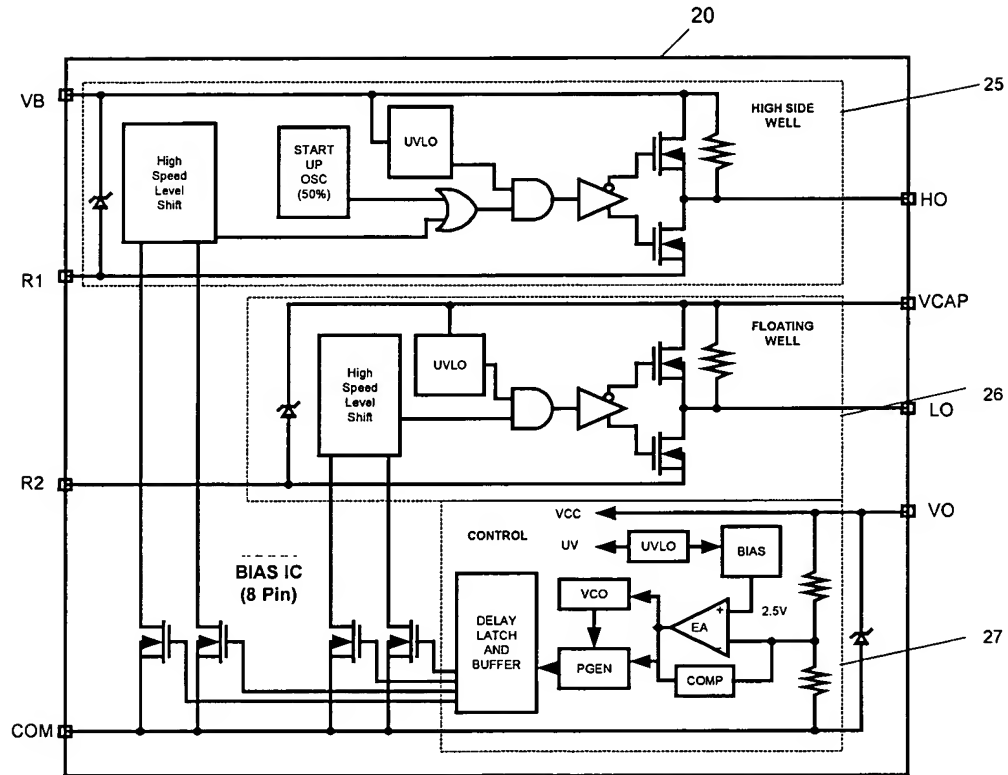 20
VB
HIGH SIDE
WELL
25
High
Speed
Level
Shift
START
UP
OSC
(50%)
UVLO
HO
R1
VCAP
FLOATING
WELL
High
Speed
Level
Shift
UVLO
26
LO
R2
VO
VCC
CONTROL
UV
UVLO
BIAS
BIAS IC
(8 Pin)
DELAY
LATCH
AND
BUFFER
VCO
PGEN
+
EA
-
2.5V
COMP
27
COM